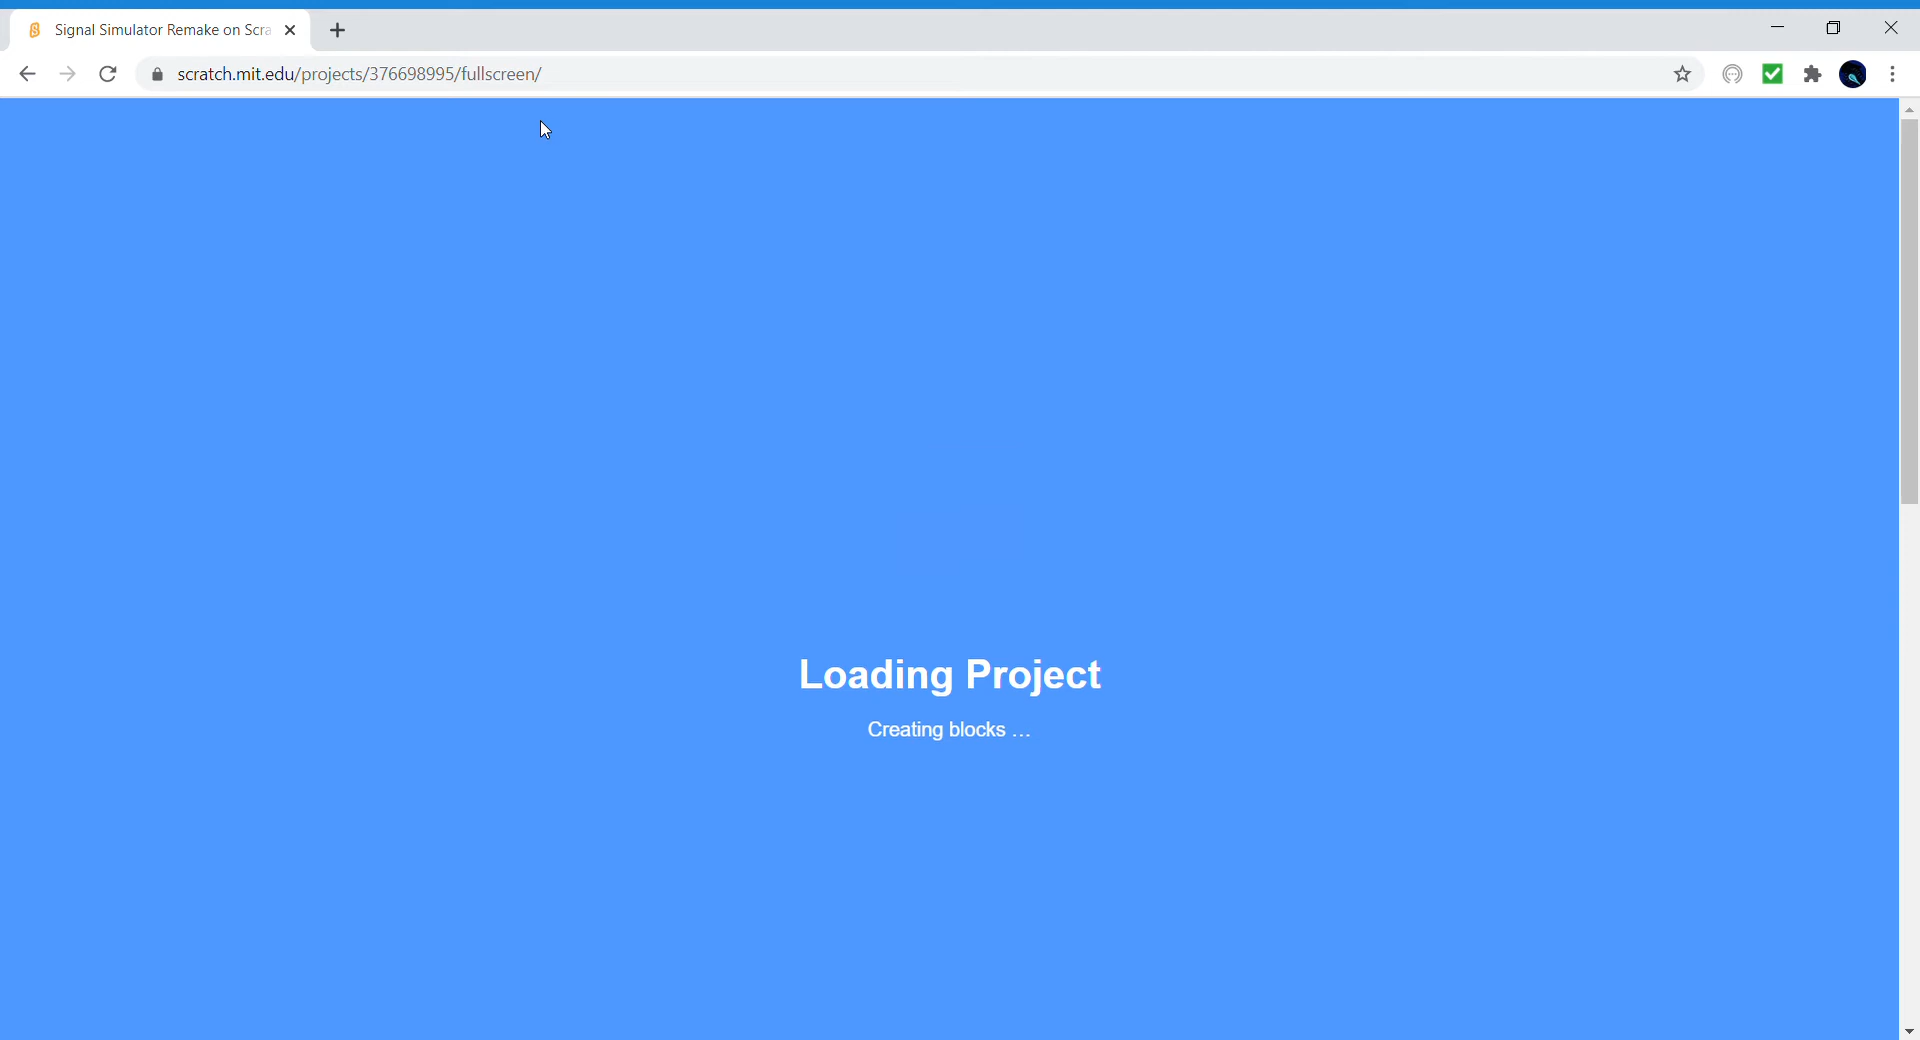 Signal Simulator Remake on Scra
scratch.mit.edu/projects/376698995/fullscreen/
Loading Project
Creating blocks …